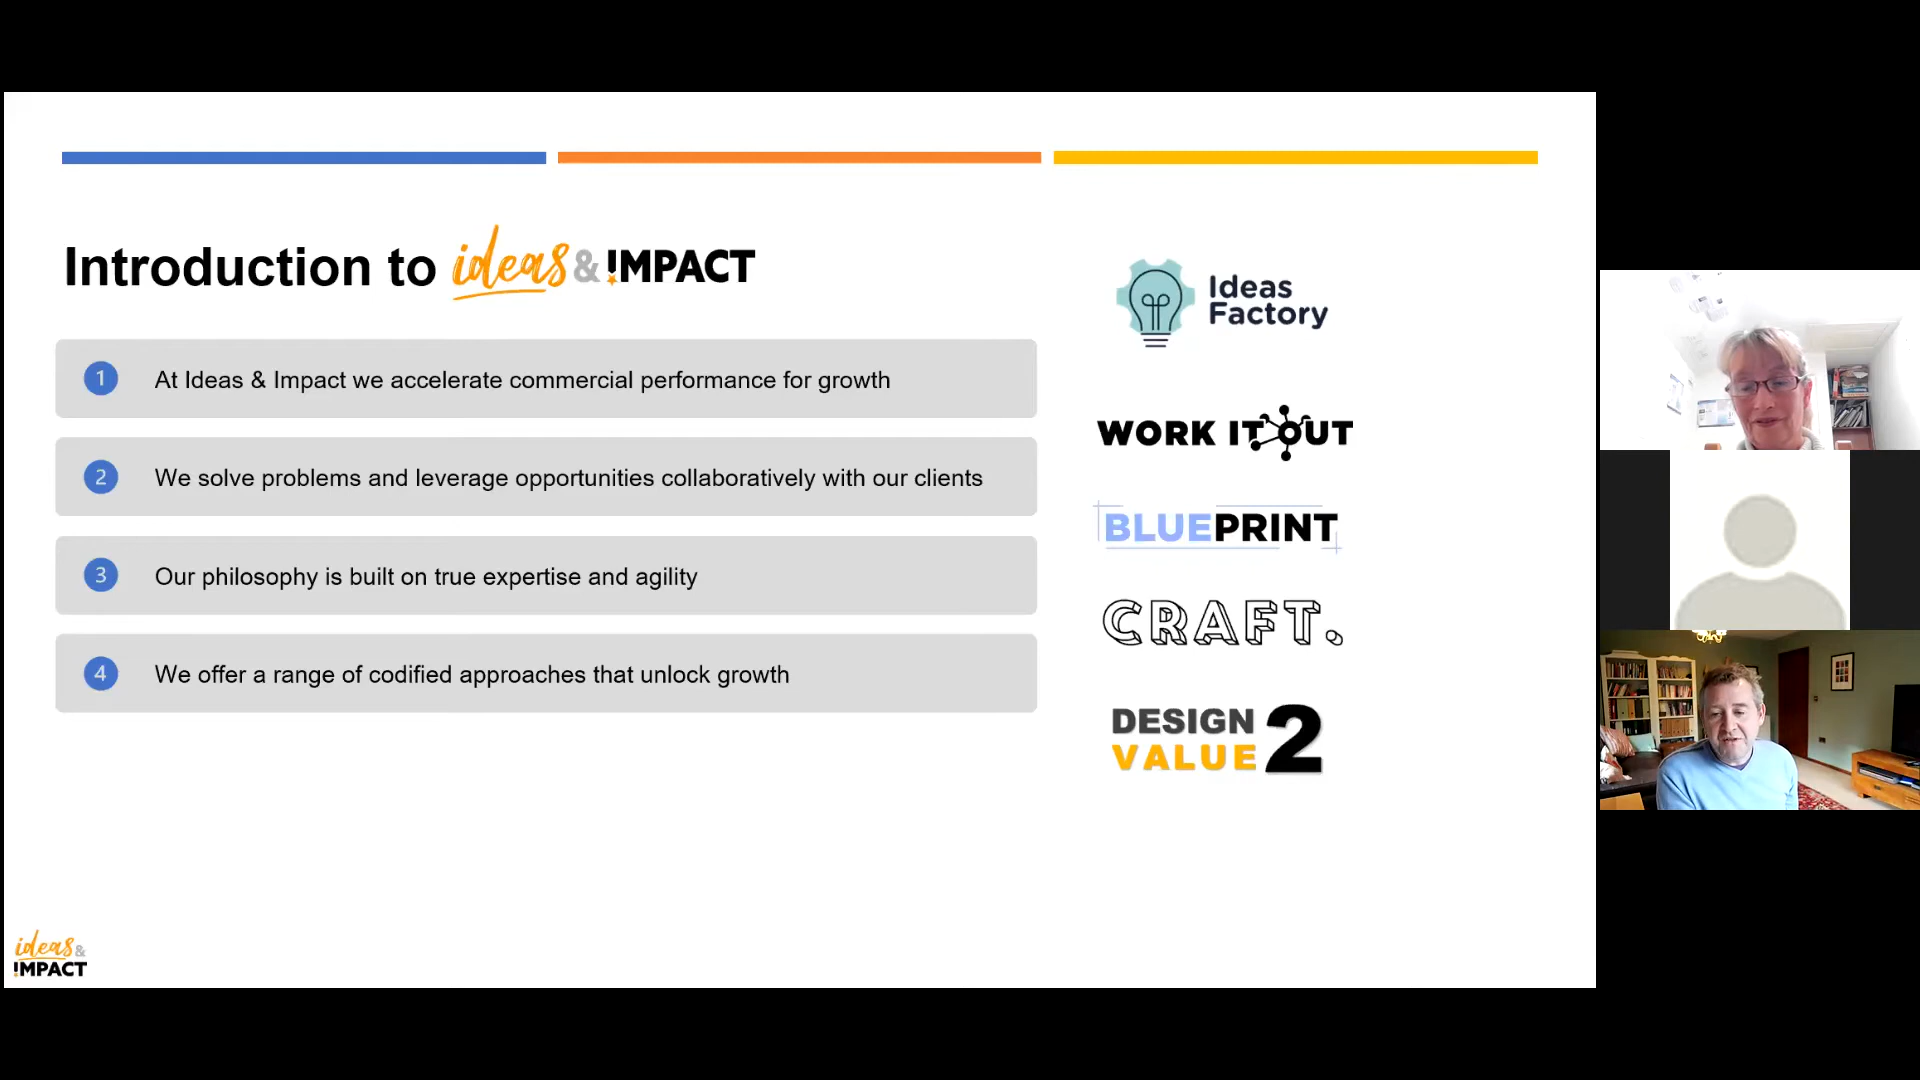 Introduction to ideas & !MPACT
1 At Ideas & Impact we accelerate commercial performance for growth
2 We solve problems and leverage opportunities collaboratively with our clients
3 Our philosophy is built on true expertise and agility
4 We offer a range of codified approaches that unlock growth
Ideas
Factory
WORK IT OUT
BLUEPRINT
CRAFT.
DESIGN
VALUE 2
ideas &
!MPACT